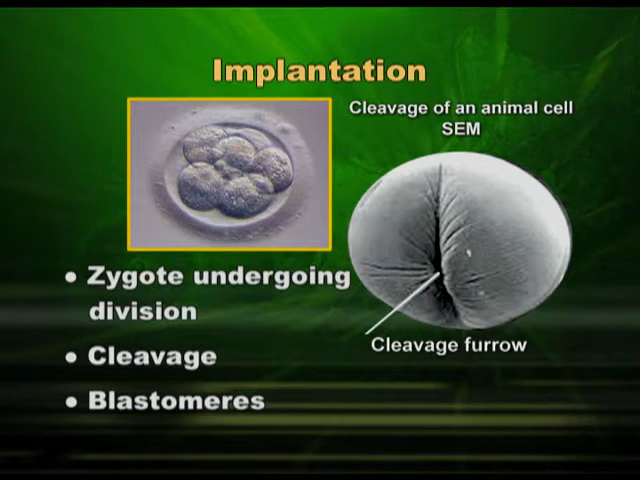 Implantation
Cleavage of an animal cell
SEM
• Zygote undergoing
division
• Cleavage
• Blastomeres
Cleavage furrow